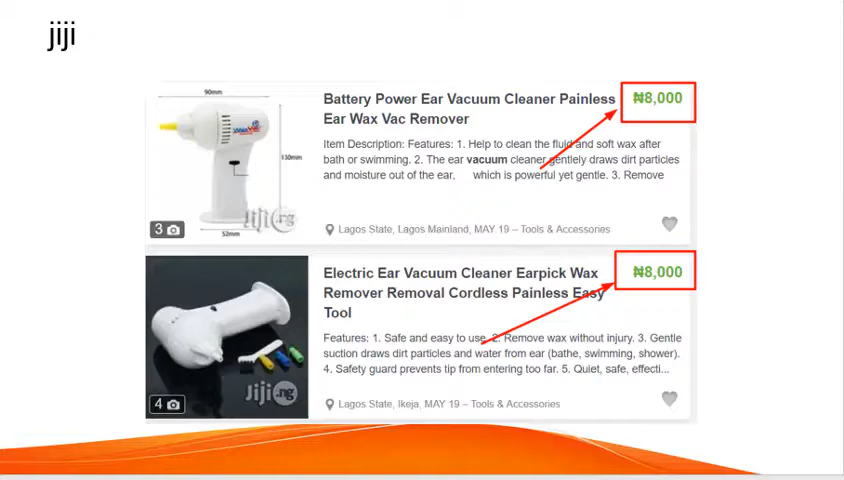 jiji
90mm
130mm
52mm
Jiji.ng
3
Battery Power Ear Vacuum Cleaner Painless
Ear Wax Vac Remover
₦8,000
Item Description: Features: 1. Help to clean the fluid and soft wax after
bath or swimming. 2. The ear vacuum cleaner gentlely draws dirt particles
and moisture out of the ear, which is powerful yet gentle. 3. Remove
Lagos State, Lagos Mainland, MAY 19 – Tools & Accessories
Jiji.ng
4
Electric Ear Vacuum Cleaner Earpick Wax
Remover Removal Cordless Painless Easy
Tool
₦8,000
Features: 1. Safe and easy to use. 2. Remove wax without injury. 3. Gentle
suction draws dirt particles and water from ear (bathe, swimming, shower).
4. Safety guard prevents tip from entering too far. 5. Quiet, safe, effecti...
Lagos State, Ikeja, MAY 19 – Tools & Accessories